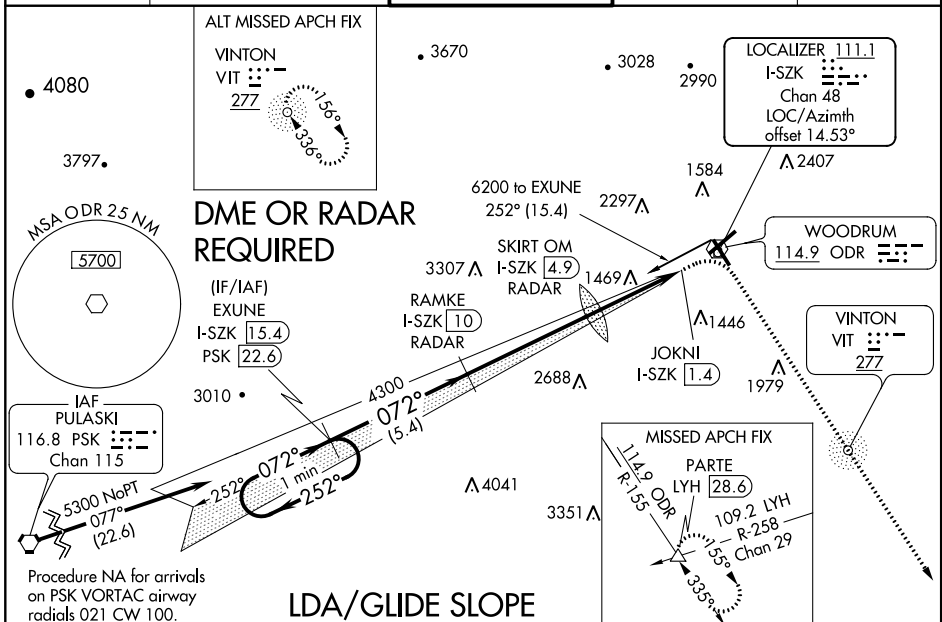 ALT MISSED APCH FIX
VINTON
VIT
277
156°
336°
4080
3797
3670
3028
2990
LOCALIZER 111.1
I-SZK
Chan 48
LOC/Azimth
offset 14.53°
2407
1584
2297
6200 to EXUNE
252° (15.4)
DME OR RADAR
REQUIRED
MSA ODR 25 NM
5700
WOODRUM
114.9 ODR
SKIRT OM
I-SZK 4.9
RADAR
1469
3307
(IF/IAF)
EXUNE
I-SZK 15.4
PSK 22.6
RAMKE
I-SZK 10
RADAR
1446
VINTON
VIT
277
JOKNI
I-SZK 1.4
1979
2688
3010
4300
072°
(5.4)
IAF
PULASKI
116.8 PSK
Chan 115
5300 NoPT
077°
(22.6)
252°
072°
1 min
252°
4041
3351
MISSED APCH FIX
PARTE
LYH 28.6
114.9 ODR
R-155
109.2 LYH
R-258
Chan 29
155°
335°
Procedure NA for arrivals
on PSK VORTAC airway
radials 021 CW 100.
LDA/GLIDE SLOPE